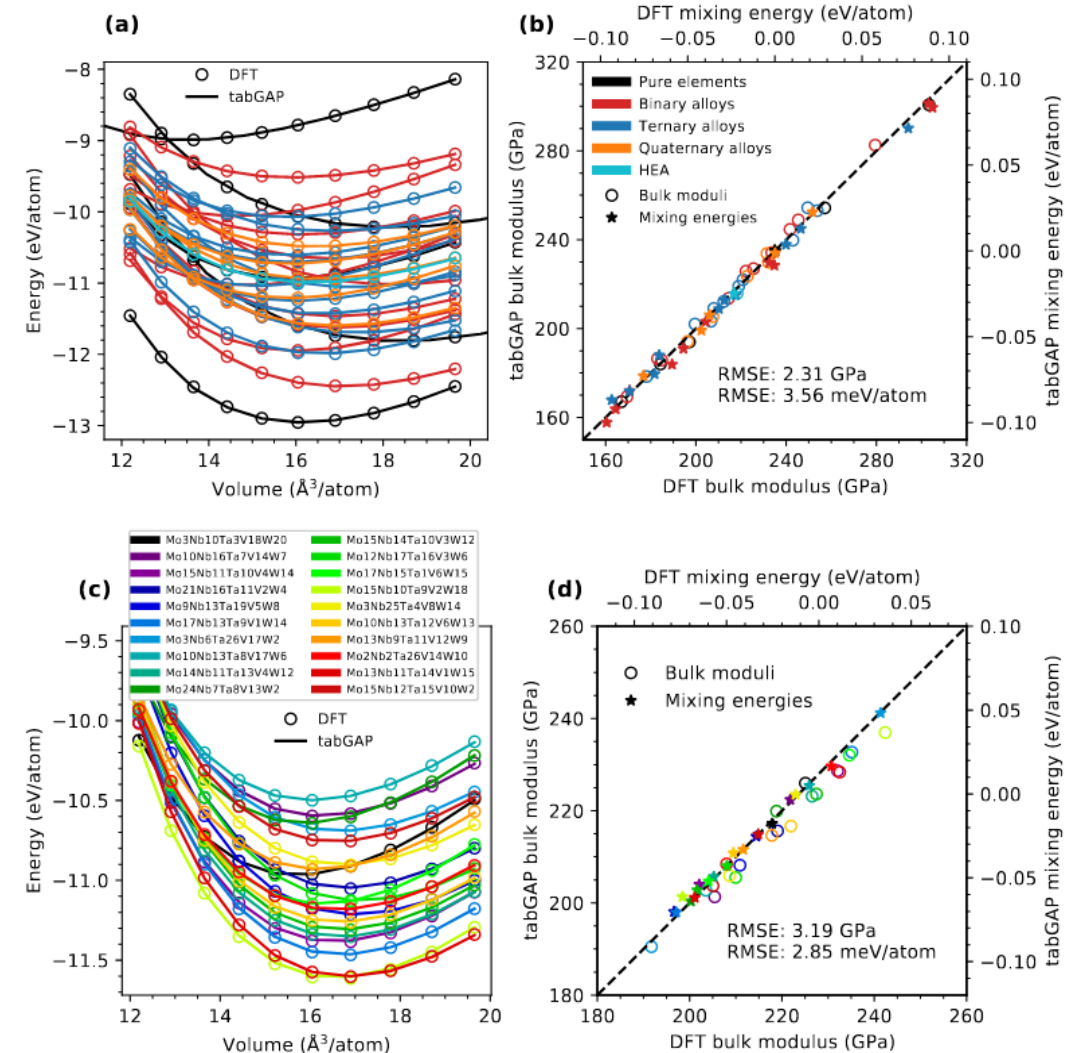 (a)
DFT
tabGAP
−8
−9
−10
−11
−12
−13
Energy (eV/atom)
12 14 16 18 20
Volume (Å³/atom)
(b)
DFT mixing energy (eV/atom)
−0.10 −0.05 0.00 0.05 0.10
Pure elements
Binary alloys
Ternary alloys
Quaternary alloys
HEA
Bulk moduli
Mixing energies
320
280
240
200
160
tabGAP bulk modulus (GPa)
0.10
0.05
0.00
−0.05
−0.10
tabGAP mixing energy (eV/atom)
RMSE: 2.31 GPa
RMSE: 3.56 meV/atom
160 200 240 280 320
DFT bulk modulus (GPa)
(c)
Mo3Nb10Ta3V18W20
Mo10Nb16Ta7V14W7
Mo15Nb11Ta10V4W14
Mo21Nb16Ta11V2W4
Mo9Nb13Ta19V5W8
Mo17Nb13Ta9V1W14
Mo3Nb6Ta26V17W2
Mo10Nb13Ta8V17W6
Mo14Nb11Ta13V4W12
Mo24Nb7Ta8V13W2
Mo15Nb14Ta10V3W12
Mo12Nb17Ta16V3W6
Mo17Nb15Ta1V6W15
Mo15Nb10Ta9V2W18
Mo3Nb25Ta4V8W14
Mo10Nb13Ta12V6W13
Mo13Nb9Ta11V12W9
Mo2Nb2Ta26V14W10
Mo13Nb11Ta14V1W15
Mo15Nb12Ta15V10W2
DFT
tabGAP
−9.5
−10.0
−10.5
−11.0
−11.5
Energy (eV/atom)
12 14 16 18 20
Volume (Å³/atom)
(d)
DFT mixing energy (eV/atom)
−0.10 −0.05 0.00 0.05
Bulk moduli
Mixing energies
260
240
220
200
180
tabGAP bulk modulus (GPa)
0.10
0.05
0.00
−0.05
−0.10
tabGAP mixing energy (eV/atom)
RMSE: 3.19 GPa
RMSE: 2.85 meV/atom
180 200 220 240 260
DFT bulk modulus (GPa)